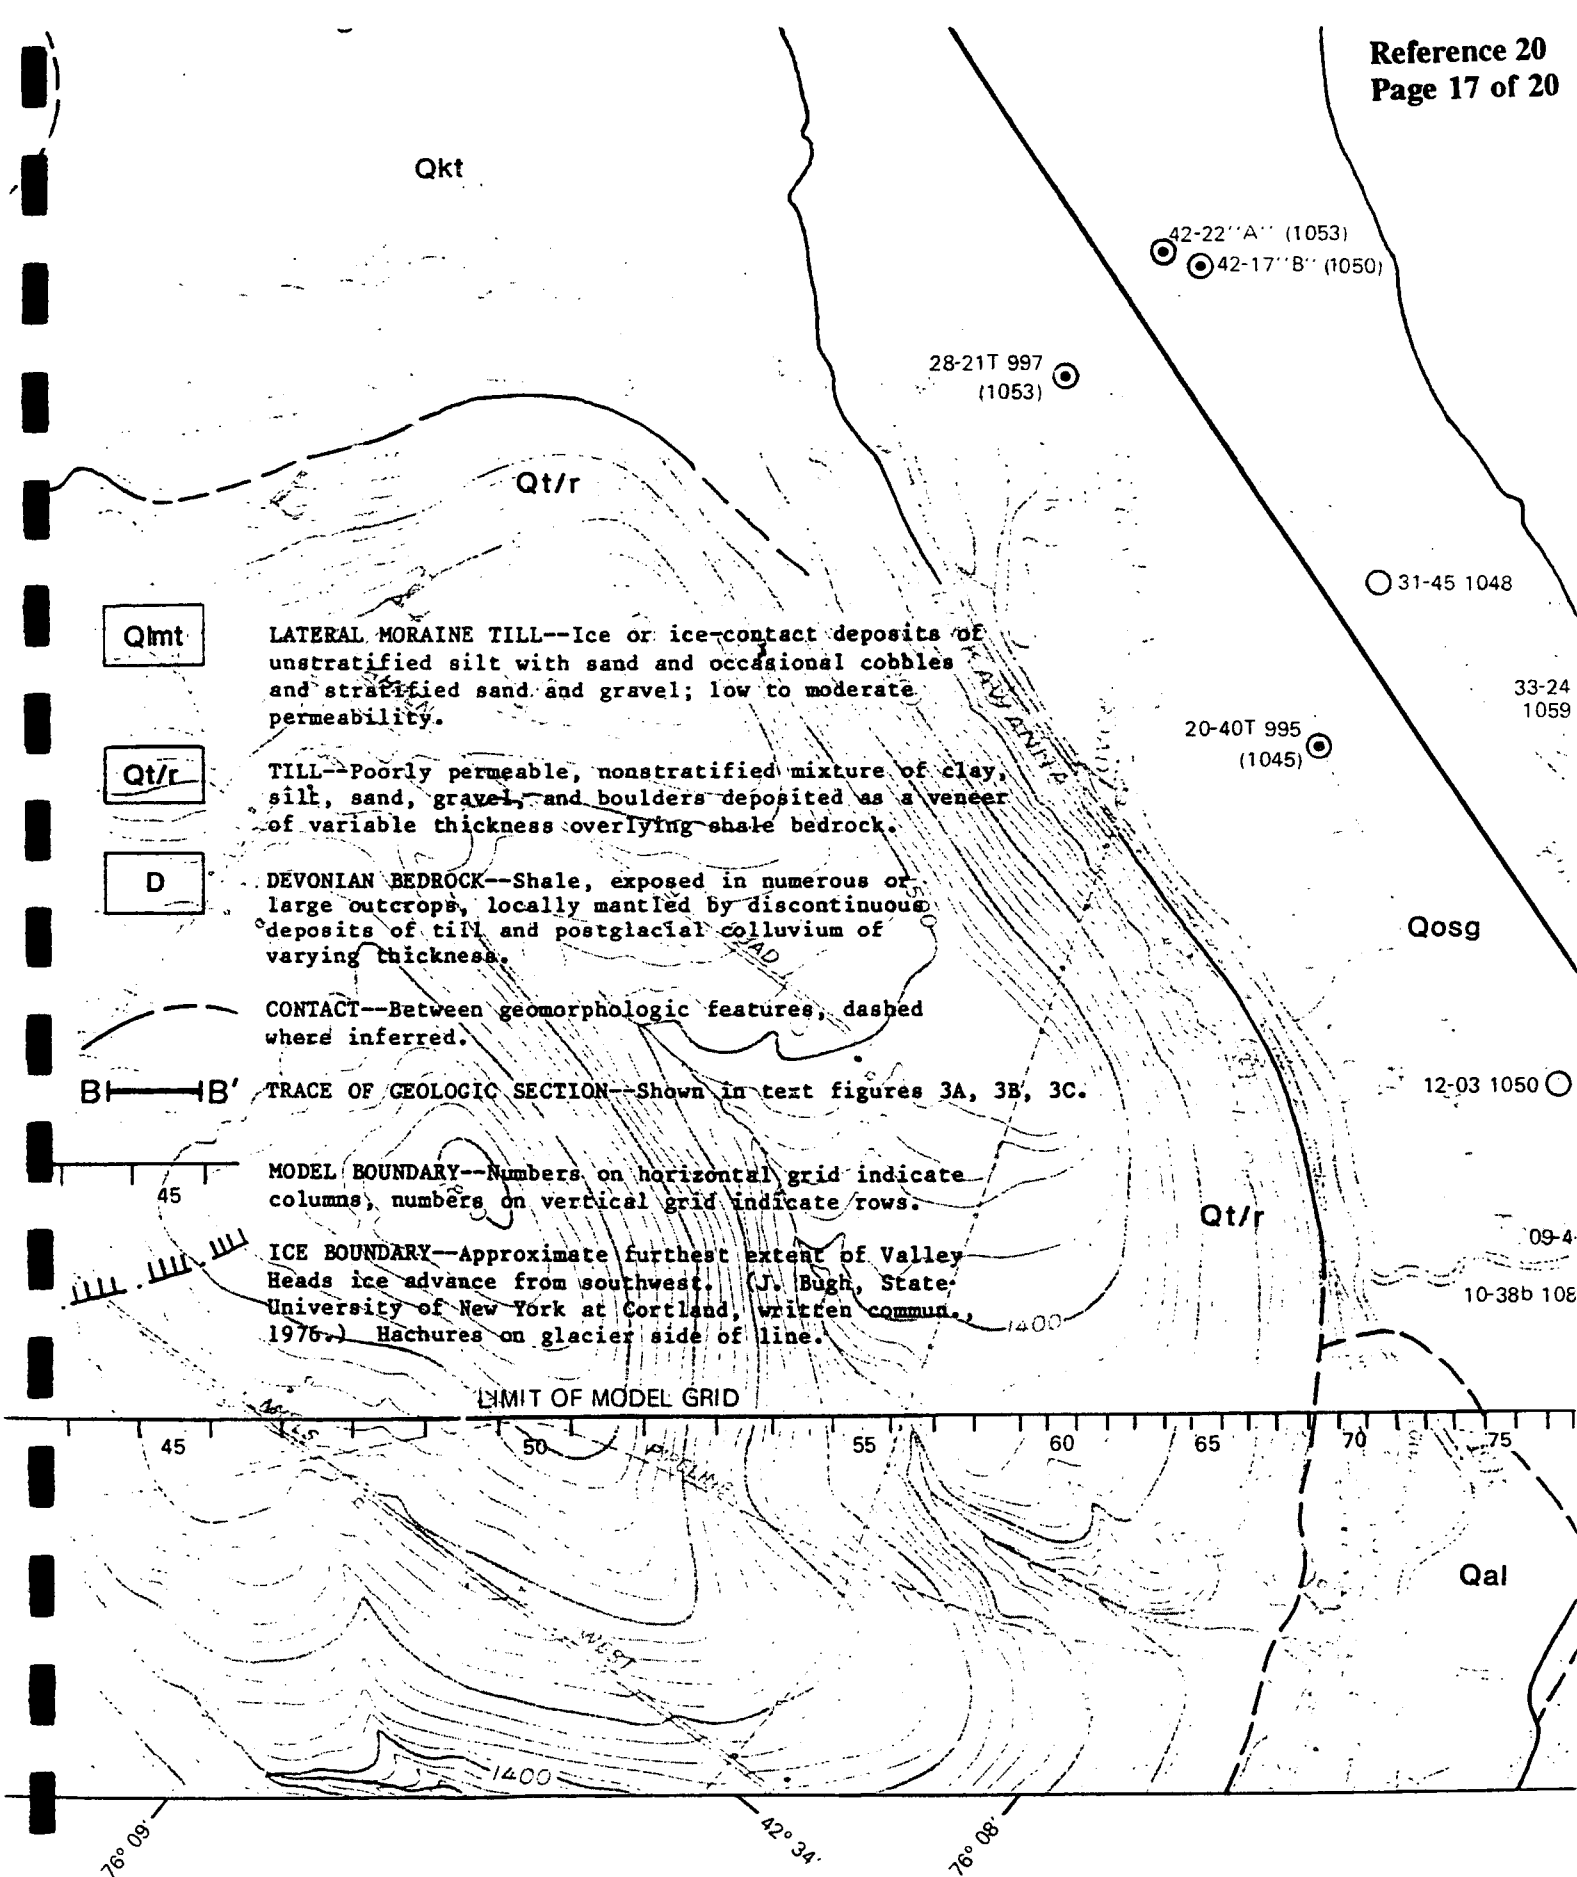 Reference 20
Page 17 of 20
Qkt
42-22''A'' (1053)
42-17''B'' (1050)
28-21T 997
(1053)
Qt/r
31-45 1048
Qlmt
LATERAL MORAINE TILL--Ice or ice-contact deposits of
unstratified silt with sand and occasional cobbles
and stratified sand and gravel; low to moderate
permeability.
33-24
1059
20-40T 995
(1045)
Qt/r
TILL--Poorly permeable, nonstratified mixture of clay,
silt, sand, gravel, and boulders deposited as a veneer
of variable thickness overlying shale bedrock.
D
DEVONIAN BEDROCK--Shale, exposed in numerous or
large outcrops, locally mantled by discontinuous
deposits of till and postglacial colluvium of
varying thickness.
Qosg
CONTACT--Between geomorphologic features, dashed
where inferred.
B B' TRACE OF GEOLOGIC SECTION--Shown in text figures 3A, 3B, 3C.
12-03 1050
45
MODEL BOUNDARY--Numbers on horizontal grid indicate
columns, numbers on vertical grid indicate rows.
Qt/r
09-4
10-38b 108
ICE BOUNDARY--Approximate furthest extent of Valley
Heads ice advance from southwest. (J. Bugh, State
University of New York at Cortland, written commun.,
1976.) Hachures on glacier side of line.
1400
LIMIT OF MODEL GRID
45 50 55 60 65 70 75
Qal
WEST
1400
76° 09'
42° 34'
76° 08'